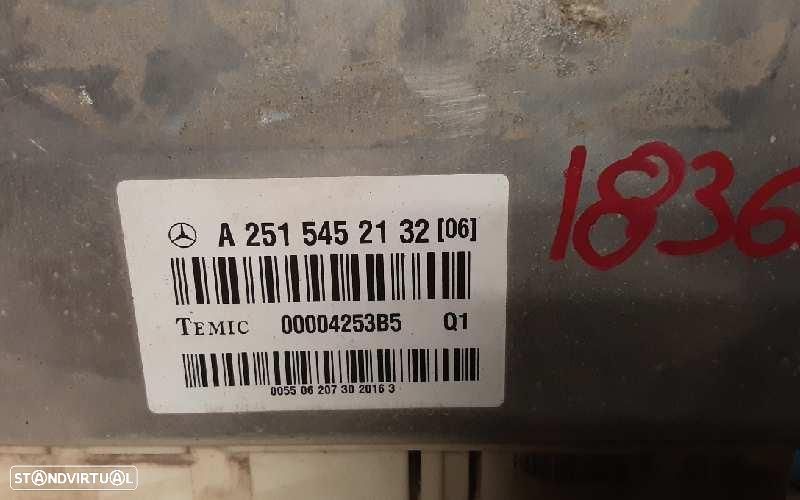 A 251 545 21 32 [06]
TEMIC 00004253B5 Q1
0055 06 207 30 2016 3
1836
STANDVIRTUAL